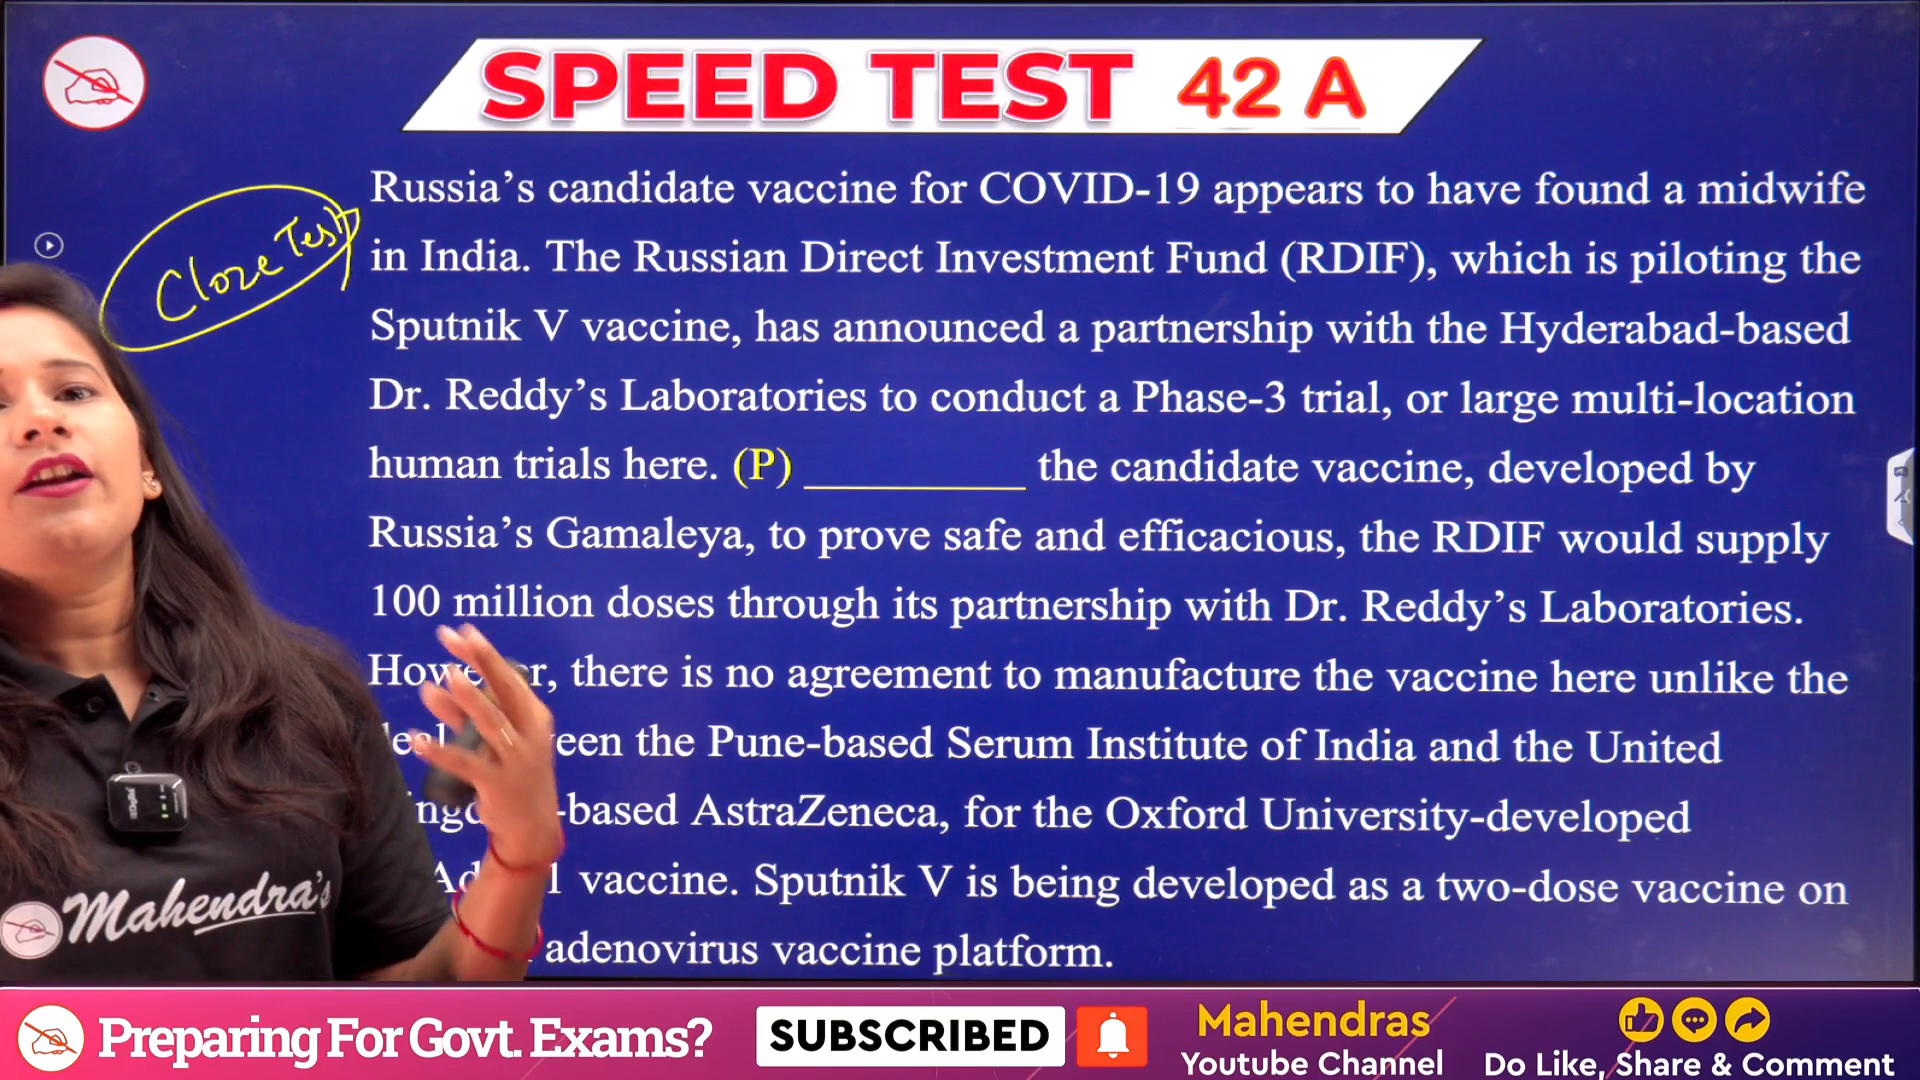 SPEED TEST 42 A
Cloze Test
Russia’s candidate vaccine for COVID-19 appears to have found a midwife
in India. The Russian Direct Investment Fund (RDIF), which is piloting the
Sputnik V vaccine, has announced a partnership with the Hyderabad-based
Dr. Reddy’s Laboratories to conduct a Phase-3 trial, or large multi-location
human trials here. (P) __________ the candidate vaccine, developed by
Russia’s Gamaleya, to prove safe and efficacious, the RDIF would supply
100 million doses through its partnership with Dr. Reddy’s Laboratories.
there is no agreement to manufacture the vaccine here unlike the
the Pune-based Serum Institute of India and the United
-based AstraZeneca, for the Oxford University-developed
vaccine. Sputnik V is being developed as a two-dose vaccine on
adenovirus vaccine platform.
Mahendra's
Preparing For Govt. Exams?
SUBSCRIBED
Mahendras
Youtube Channel
Do Like, Share & Comment